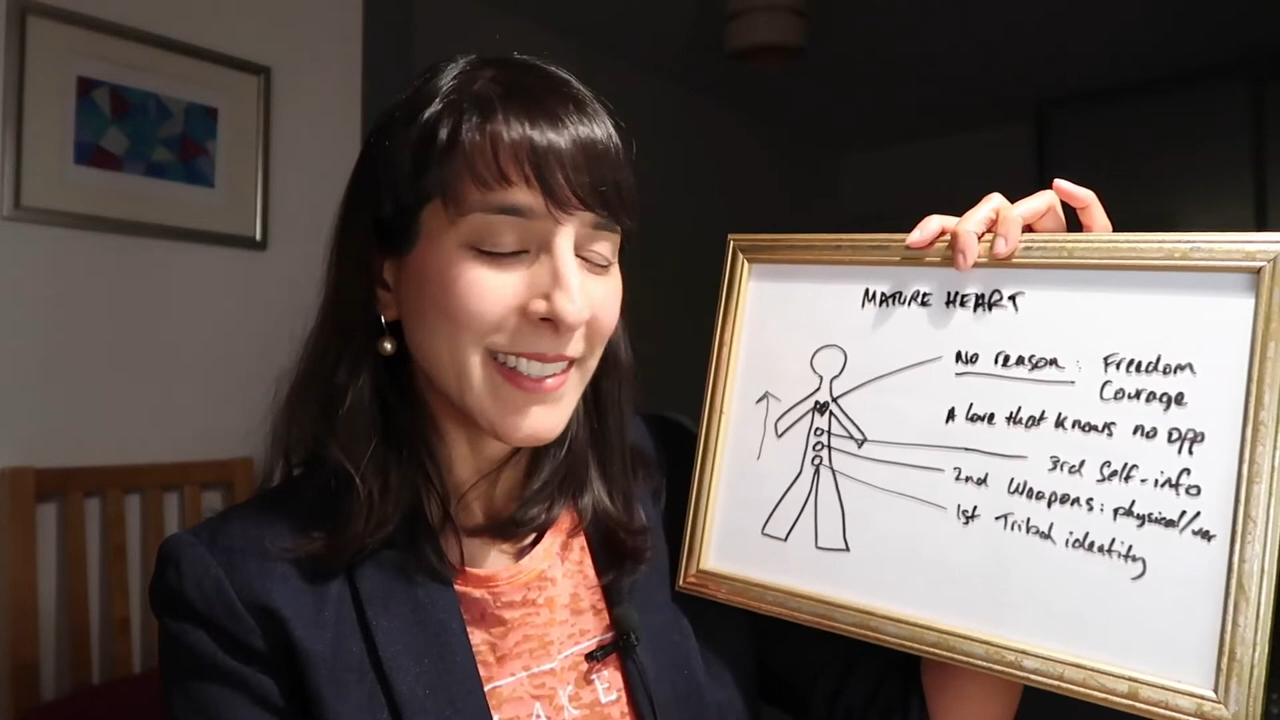 MATURE HEART
No reason : Freedom
Courage
A love that knows no opp
3rd Self-info
2nd Weapons: physical/ver
1st Tribal identity
AKE